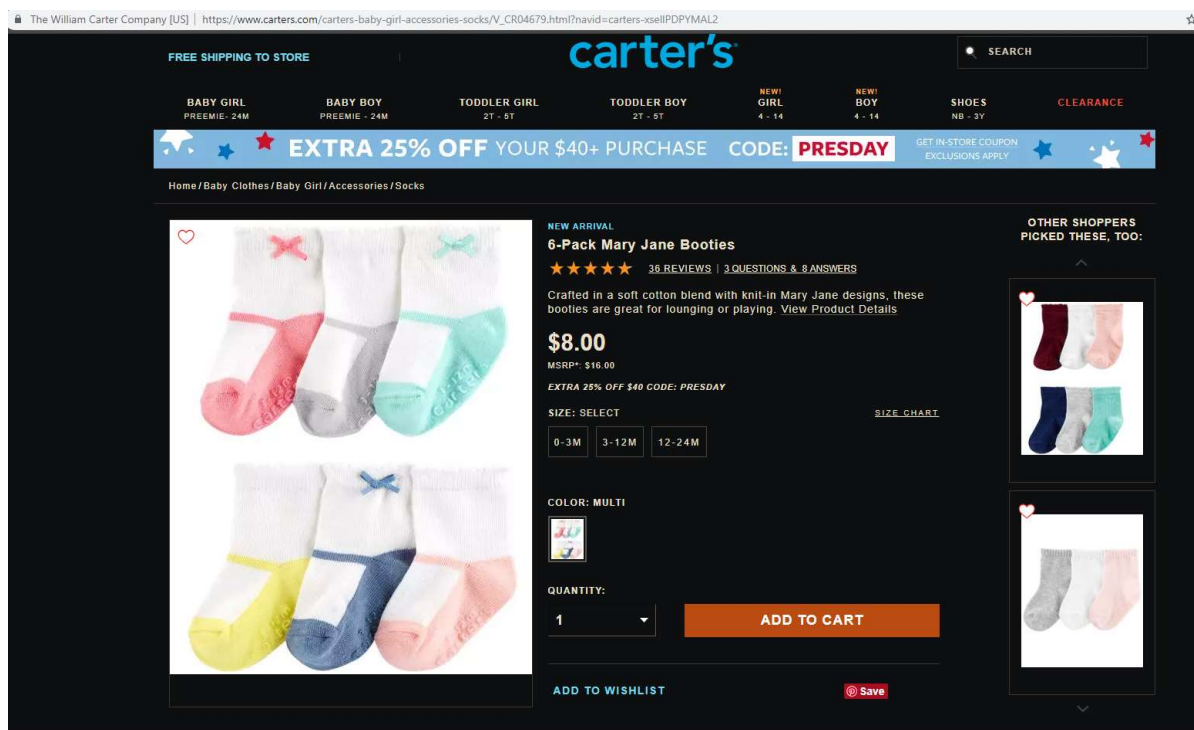 The William Carter Company [US] | https://www.carters.com/carters-baby-girl-accessories-socks/V_CR04679.html?navid=carters-xsellPDPYMAL2
FREE SHIPPING TO STORE
carter's
SEARCH
BABY GIRL
PREEMIE- 24M
BABY BOY
PREEMIE - 24M
TODDLER GIRL
2T - 5T
TODDLER BOY
2T - 5T
NEW!
GIRL
4 - 14
NEW!
BOY
4 - 14
SHOES
NB - 3Y
CLEARANCE
EXTRA 25% OFF YOUR $40+ PURCHASE CODE: PRESDAY
GET IN-STORE COUPON
EXCLUSIONS APPLY
Home / Baby Clothes / Baby Girl / Accessories / Socks
NEW ARRIVAL
6-Pack Mary Jane Booties
36 REVIEWS | 3 QUESTIONS & 8 ANSWERS
Crafted in a soft cotton blend with knit-in Mary Jane designs, these
booties are great for lounging or playing. View Product Details
$8.00
MSRP*: $16.00
EXTRA 25% OFF $40 CODE: PRESDAY
SIZE: SELECT
SIZE CHART
0-3M
3-12M
12-24M
COLOR: MULTI
QUANTITY:
1
ADD TO CART
ADD TO WISHLIST
Save
OTHER SHOPPERS
PICKED THESE, TOO: